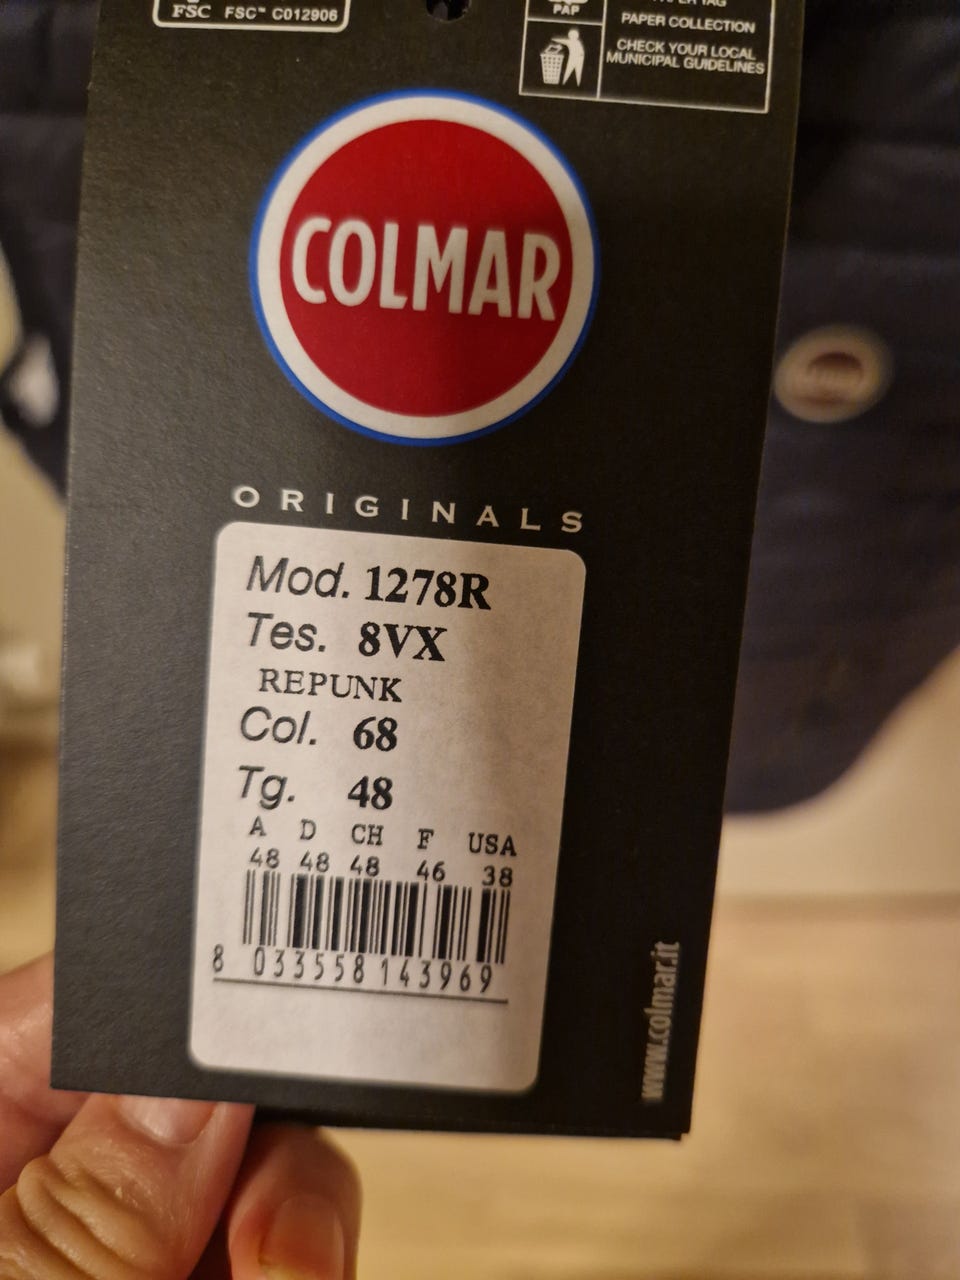 FSC FSC™ C012906
PAP
PAPER COLLECTION
CHECK YOUR LOCAL
MUNICIPAL GUIDELINES
COLMAR
ORIGINALS
Mod. 1278R
Tes. 8VX
REPUNK
Col. 68
Tg. 48
A D CH F USA
48 48 48 46 38
8 033558 143969
www.colmar.it